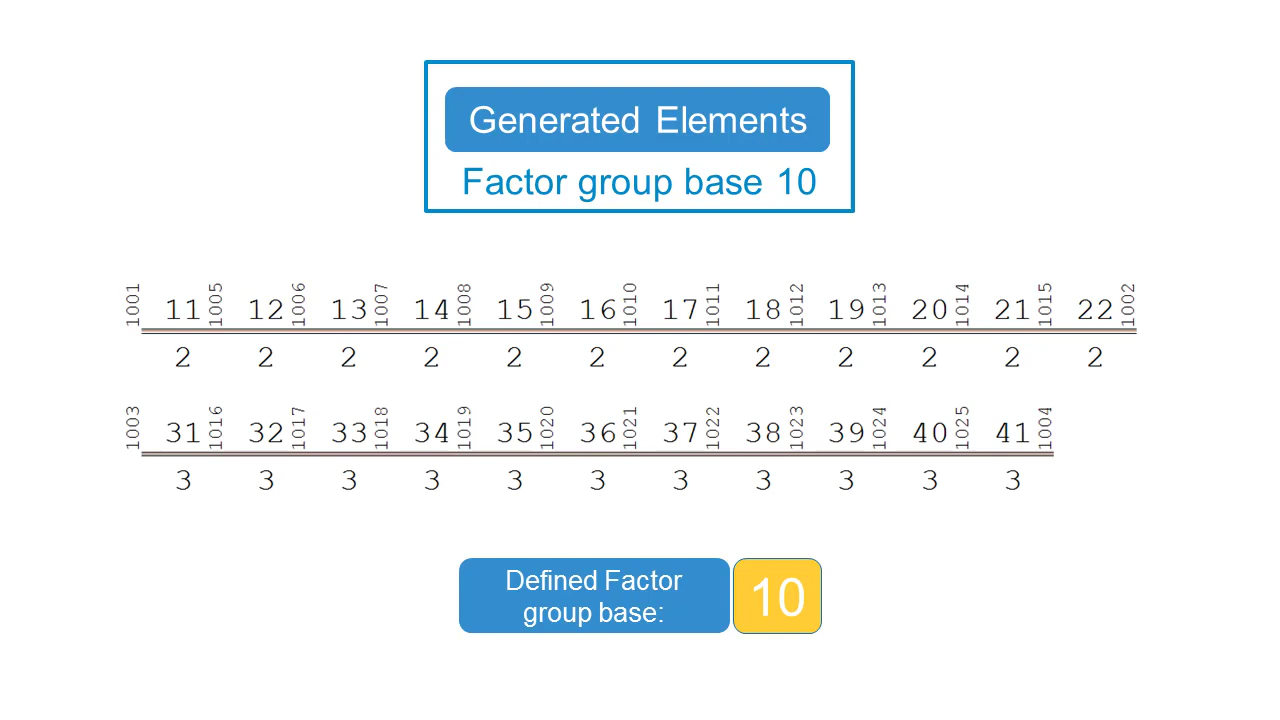 Generated Elements
Factor group base 10
1001 11 1005 12 1006 13 1007 14 1008 15 1009 16 1010 17 1011 18 1012 19 1013 20 1014 21 1015 22 1002
2 2 2 2 2 2 2 2 2 2 2 2
1003 31 1016 32 1017 33 1018 34 1019 35 1020 36 1021 37 1022 38 1023 39 1024 40 1025 41 1004
3 3 3 3 3 3 3 3 3 3 3
Defined Factor
group base:
10